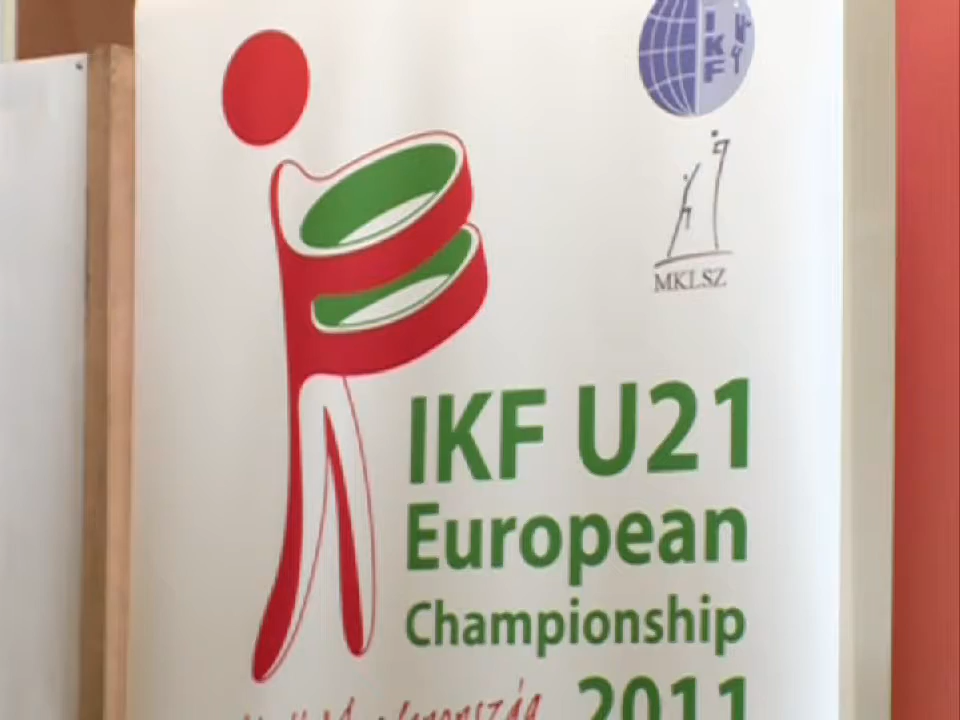 IKF
MKLSZ
IKF U21
European
Championship
2011